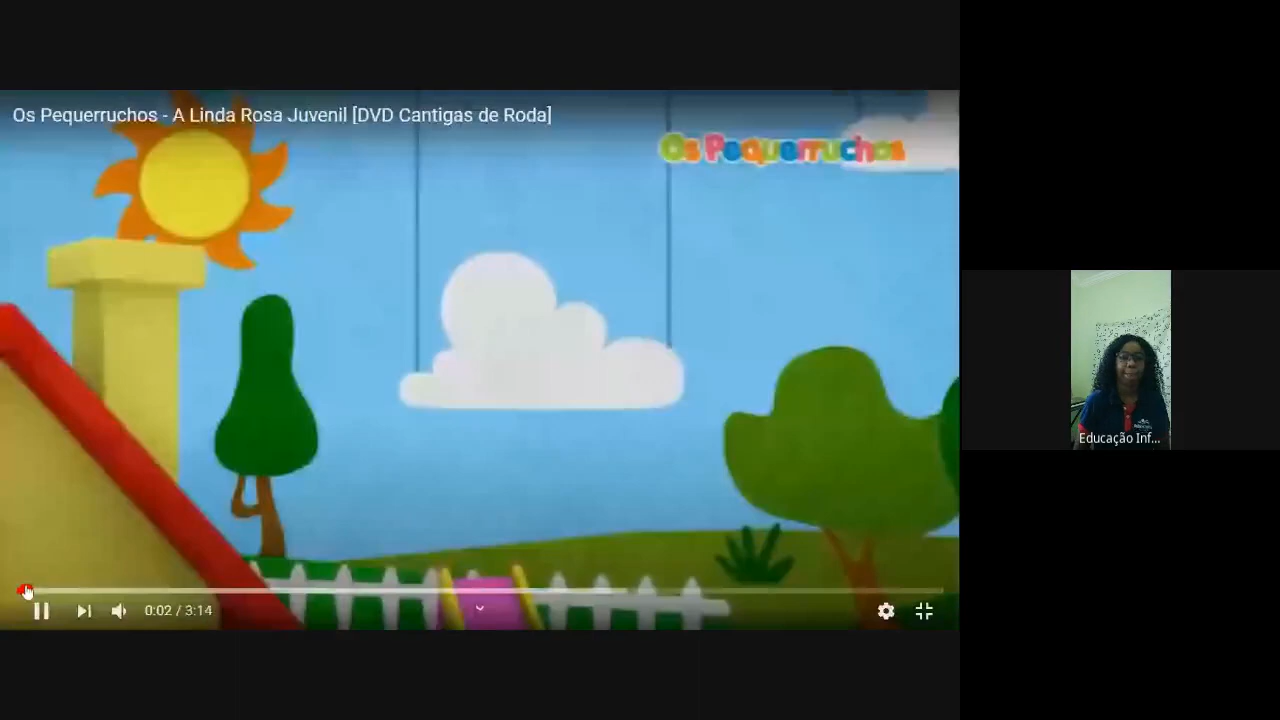 Os Pequerruchos - A Linda Rosa Juvenil [DVD Cantigas de Roda]
Os Pequerruchos
Educação Inf...
0:02 / 3:14